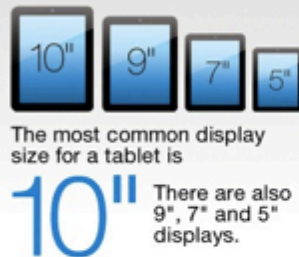 10" 9" 7" 5"
The most common display
size for a tablet is
10"
There are also
9", 7" and 5"
displays.